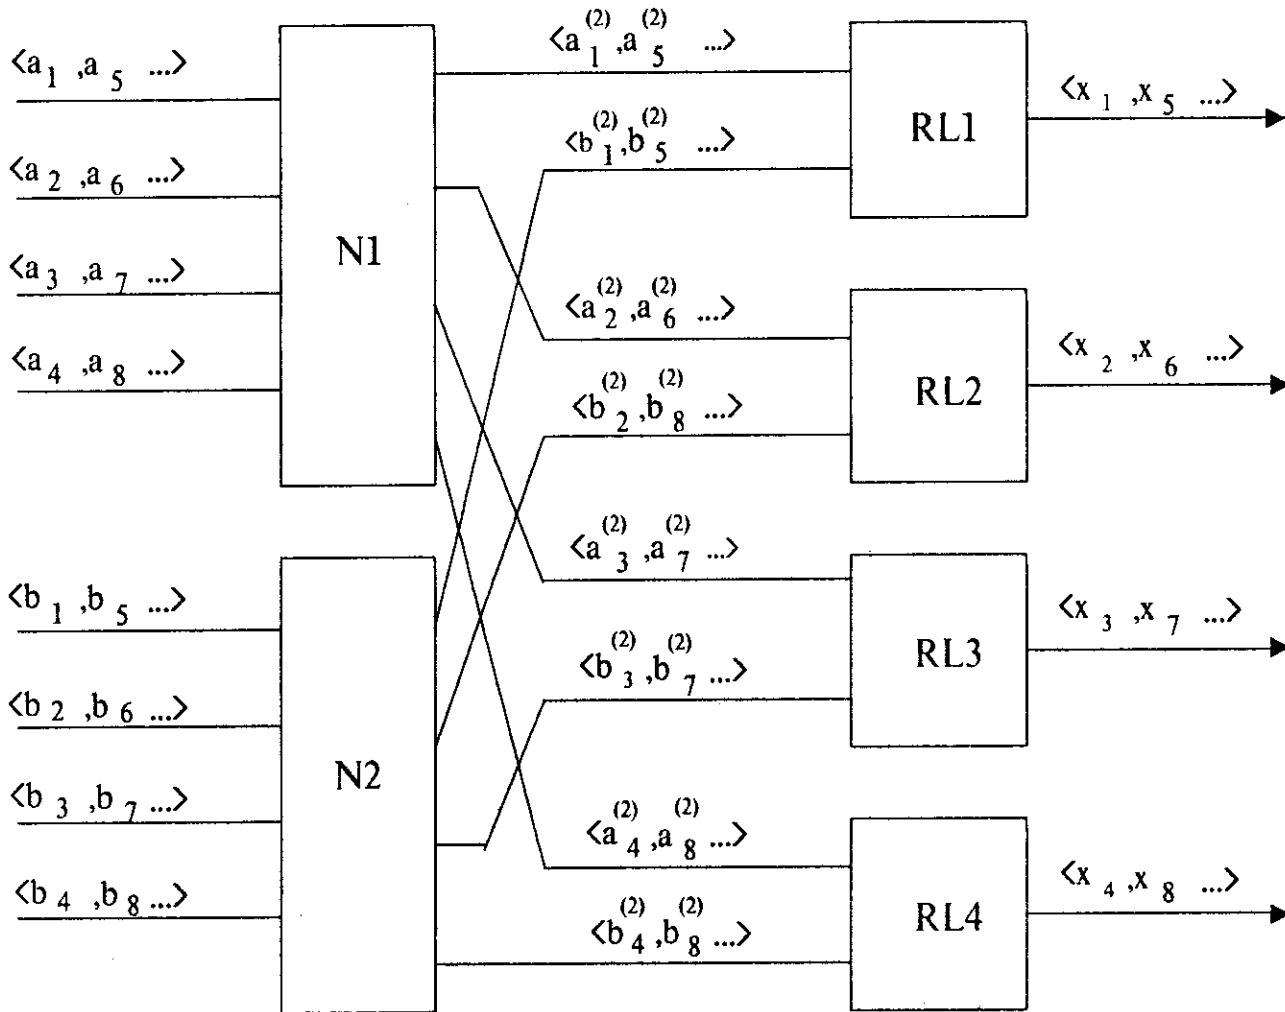 <a₁ ,a₅ ...>
<a₂ ,a₆ ...>
<a₃ ,a₇ ...>
<a₄ ,a₈ ...>
N1
<b₁ ,b₅ ...>
<b₂ ,b₆ ...>
<b₃ ,b₇ ...>
<b₄ ,b₈ ...>
N2
<a₁⁽²⁾,a₅⁽²⁾ ...>
<b₁⁽²⁾,b₅⁽²⁾ ...>
RL1
<x₁ ,x₅ ...>
<a₂⁽²⁾,a₆⁽²⁾ ...>
<b₂⁽²⁾,b₈⁽²⁾ ...>
RL2
<x₂ ,x₆ ...>
<a₃⁽²⁾,a₇⁽²⁾ ...>
<b₃⁽²⁾,b₇⁽²⁾ ...>
RL3
<x₃ ,x₇ ...>
<a₄⁽²⁾,a₈⁽²⁾ ...>
<b₄⁽²⁾,b₈⁽²⁾ ...>
RL4
<x₄ ,x₈ ...>